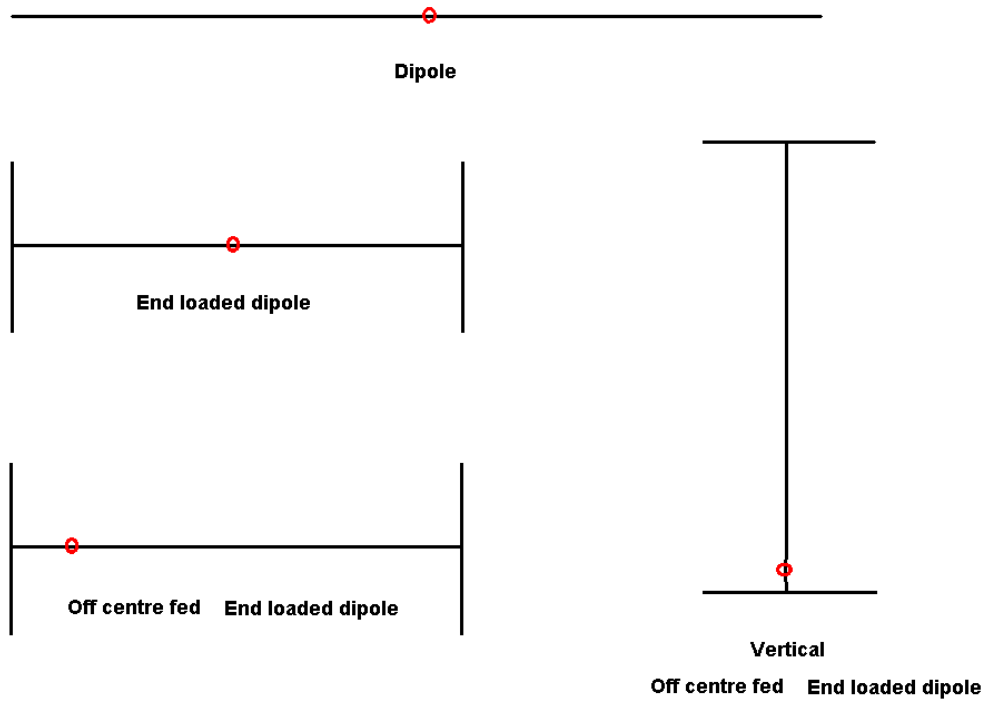 Dipole
End loaded dipole
Off centre fed End loaded dipole
Vertical
Off centre fed End loaded dipole